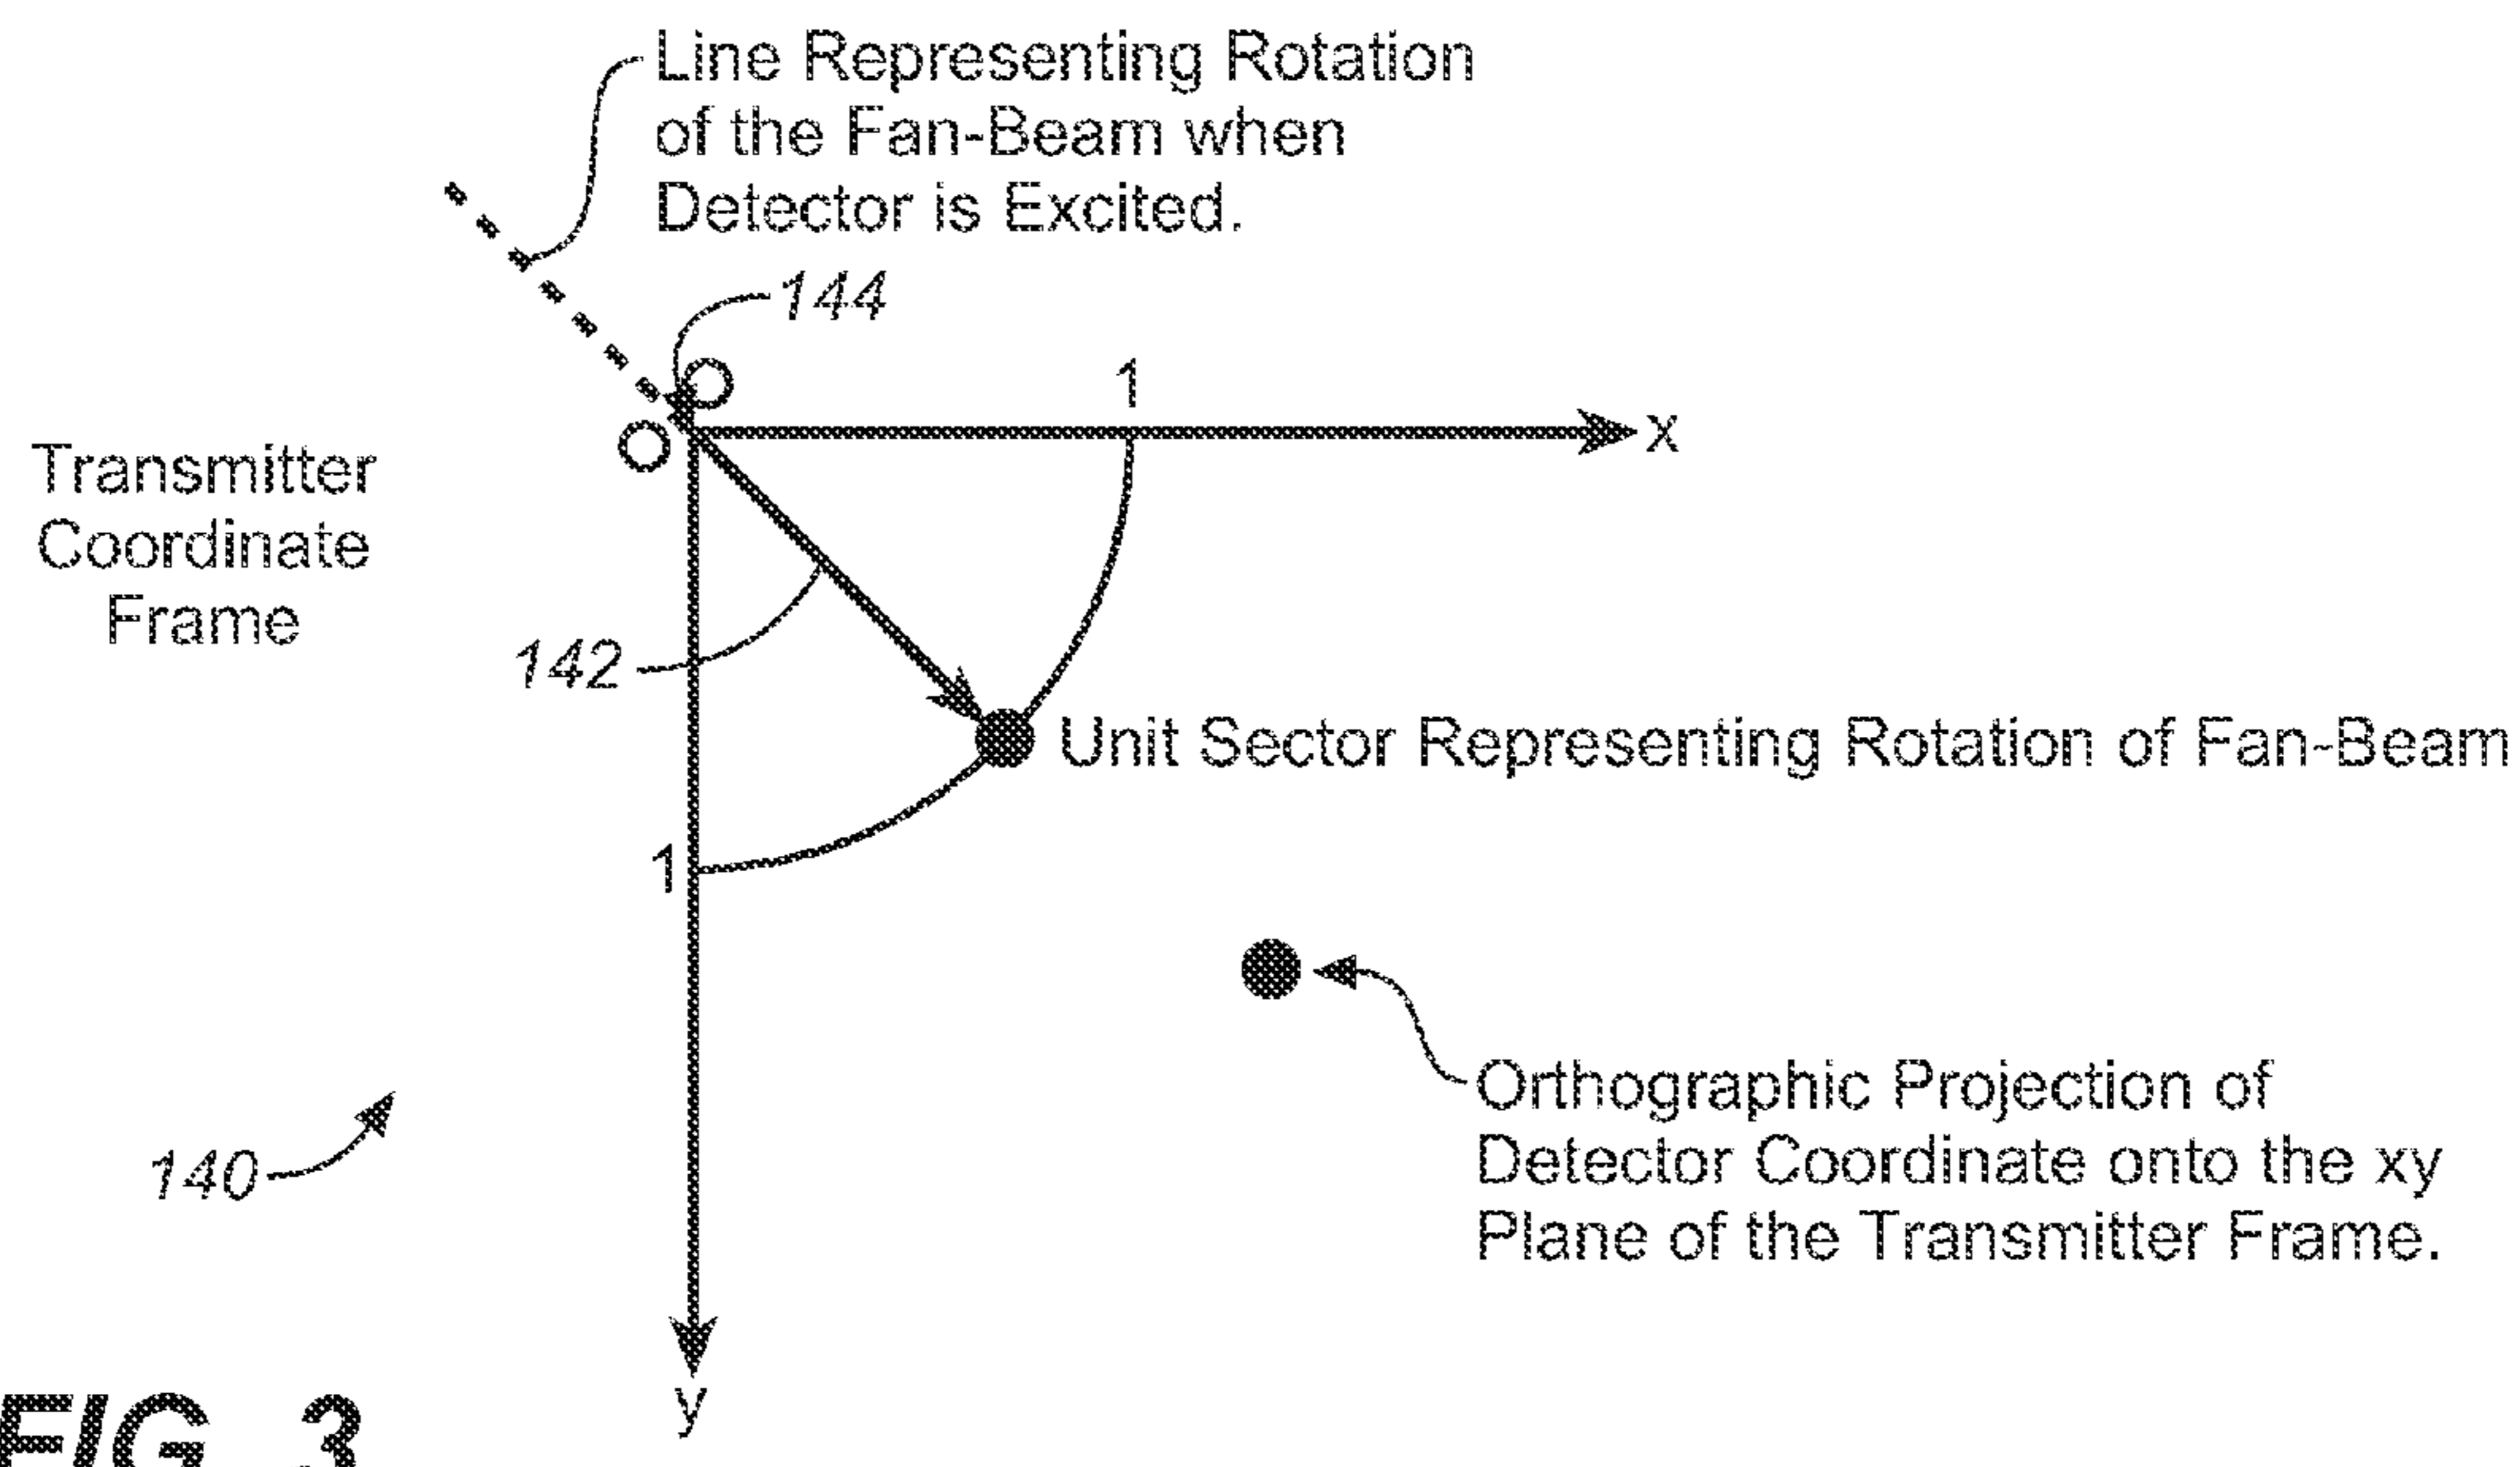 Line Representing Rotation
of the Fan-Beam when
Detector is Excited.
144
O
1
x
O
Transmitter
Coordinate
Frame
142
Unit Sector Representing Rotation of Fan-Beam
1
Orthographic Projection of
Detector Coordinate onto the xy
Plane of the Transmitter Frame.
140
y
FIG. 3